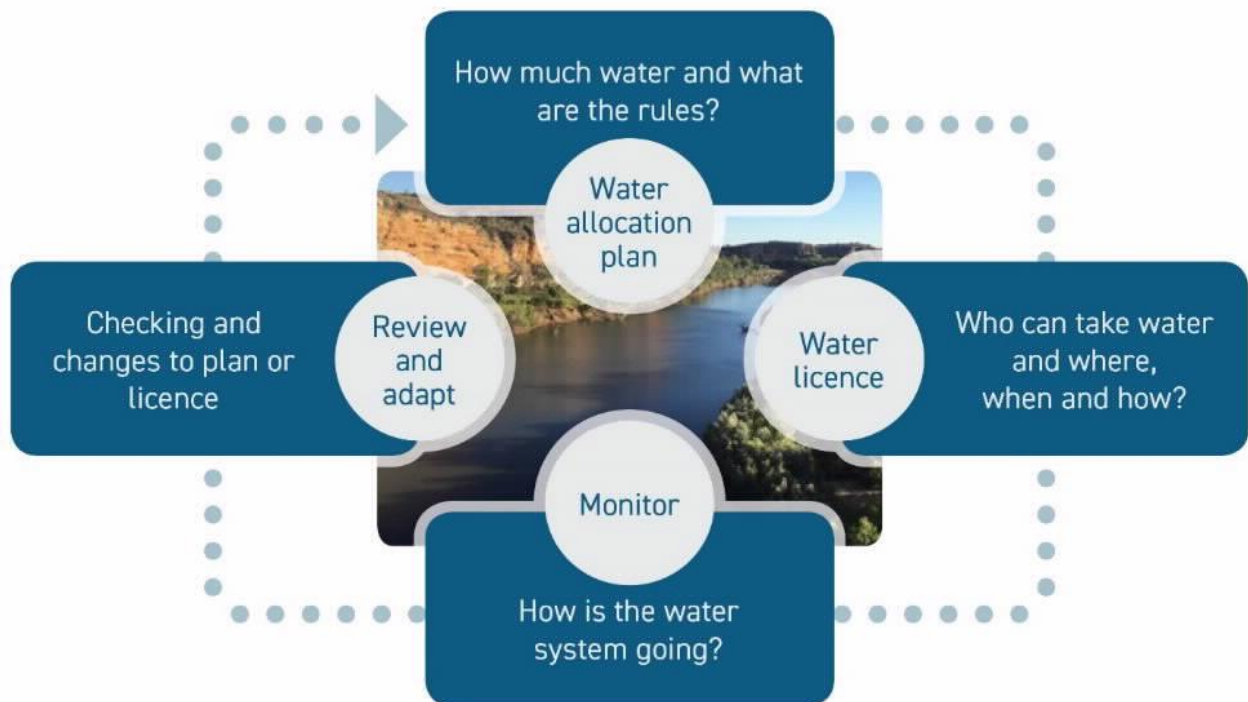 How much water and what
are the rules?
Water
allocation
plan
Checking and
changes to plan or
licence
Review
and
adapt
Water
licence
Who can take water
and where,
when and how?
Monitor
How is the water
system going?